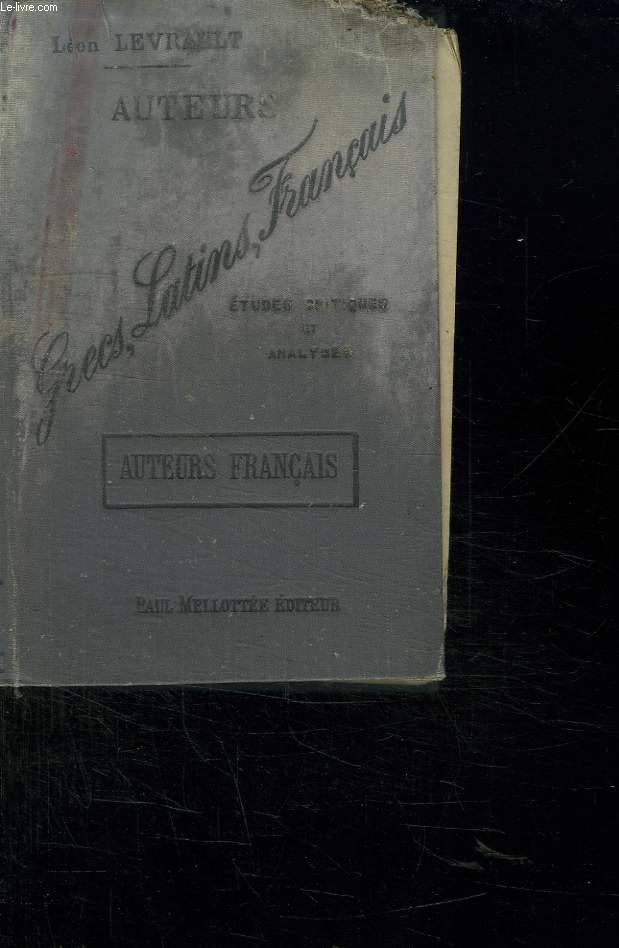 Le-livre.com
Léon LEVRAULT
AUTEURS
Grecs, Latins, Français
ÉTUDES CRITIQUES
ET
ANALYSES
AUTEURS FRANÇAIS
PAUL MELLOTTÉE ÉDITEUR